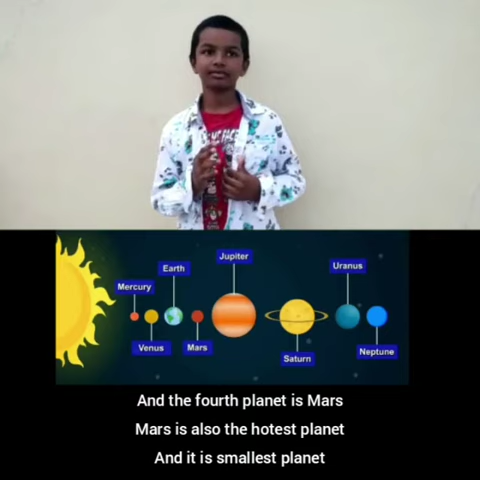 Jupiter
Uranus
Earth
Mercury
Venus
Mars
Saturn
Neptune
And the fourth planet is Mars
Mars is also the hotest planet
And it is smallest planet